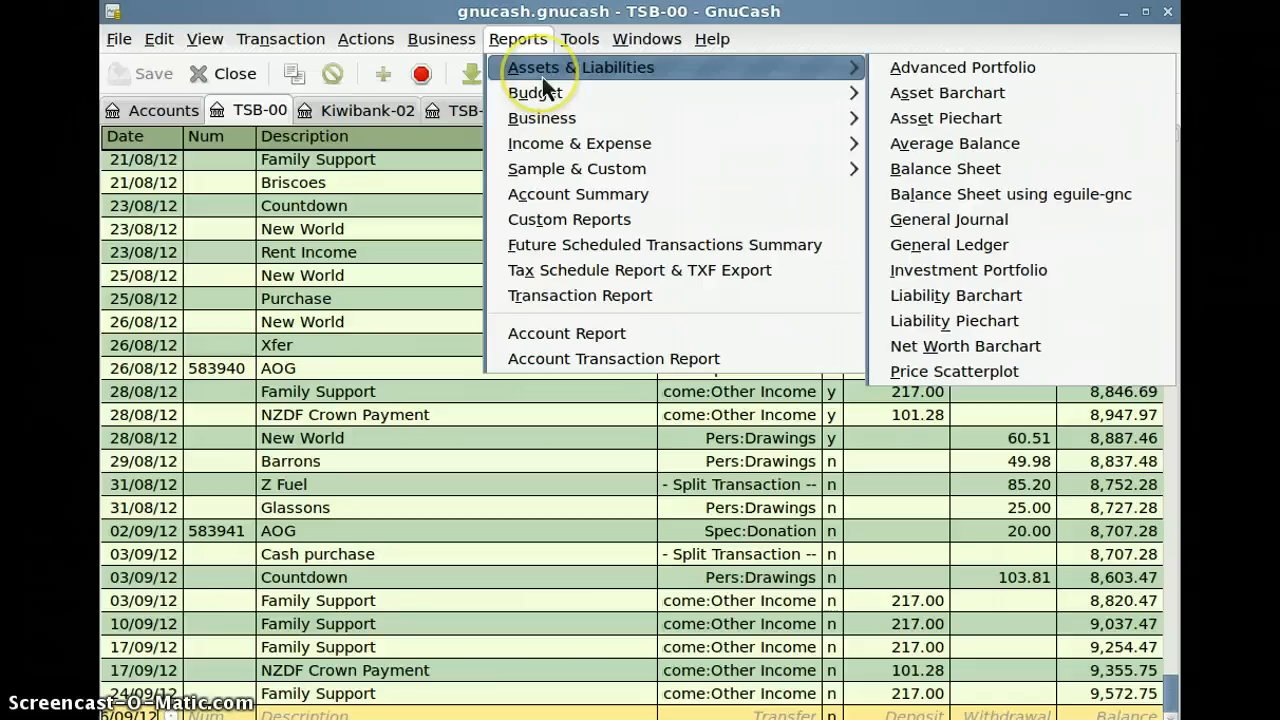 gnucash.gnucash - TSB-00 - GnuCash
File Edit View Transaction Actions Business Reports Tools Windows Help
Save Close
Accounts TSB-00 Kiwibank-02 TSB-
Assets & Liabilities
Budget
Business
Income & Expense
Sample & Custom
Account Summary
Custom Reports
Future Scheduled Transactions Summary
Tax Schedule Report & TXF Export
Transaction Report
Account Report
Account Transaction Report
Advanced Portfolio
Asset Barchart
Asset Piechart
Average Balance
Balance Sheet
Balance Sheet using eguile-gnc
General Journal
General Ledger
Investment Portfolio
Liability Barchart
Liability Piechart
Net Worth Barchart
Price Scatterplot
Date Num Description
21/08/12 Family Support
21/08/12 Briscoes
23/08/12 Countdown
23/08/12 New World
23/08/12 Rent Income
25/08/12 New World
25/08/12 Purchase
26/08/12 New World
26/08/12 Xfer
26/08/12 583940 AOG
28/08/12 Family Support come:Other Income y 217.00 8,846.69
28/08/12 NZDF Crown Payment come:Other Income y 101.28 8,947.97
28/08/12 New World Pers:Drawings y 60.51 8,887.46
29/08/12 Barrons Pers:Drawings n 49.98 8,837.48
31/08/12 Z Fuel - Split Transaction -- n 85.20 8,752.28
31/08/12 Glassons Pers:Drawings n 25.00 8,727.28
02/09/12 583941 AOG Spec:Donation n 20.00 8,707.28
03/09/12 Cash purchase - Split Transaction -- n 8,707.28
03/09/12 Countdown Pers:Drawings n 103.81 8,603.47
03/09/12 Family Support come:Other Income n 217.00 8,820.47
10/09/12 Family Support come:Other Income n 217.00 9,037.47
17/09/12 Family Support come:Other Income n 217.00 9,254.47
17/09/12 NZDF Crown Payment come:Other Income n 101.28 9,355.75
24/09/12 Family Support come:Other Income n 217.00 9,572.75
6/09/12 Num Description Transfer n Deposit Withdrawal Balance
Screencast-O-Matic.com